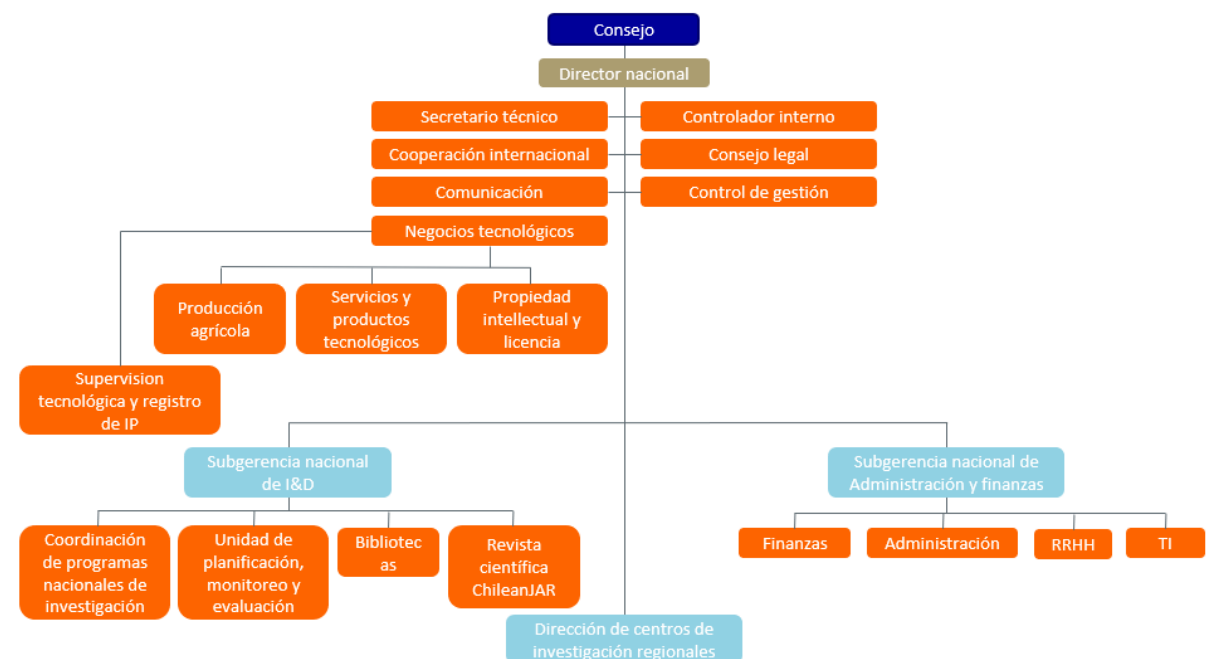 Consejo
Director nacional
Secretario técnico
Controlador interno
Cooperación internacional
Consejo legal
Comunicación
Control de gestión
Negocios tecnológicos
Producción
agrícola
Servicios y
productos
tecnológicos
Propiedad
intellectual y
licencia
Supervision
tecnológica y registro
de IP
Subgerencia nacional
de I&D
Subgerencia nacional de
Administración y finanzas
Coordinación
de programas
nacionales de
investigación
Unidad de
planificación,
monitoreo y
evaluación
Bibliotec
as
Revista
científica
ChileanJAR
Finanzas
Administración
RRHH
TI
Dirección de centros de
investigación regionales